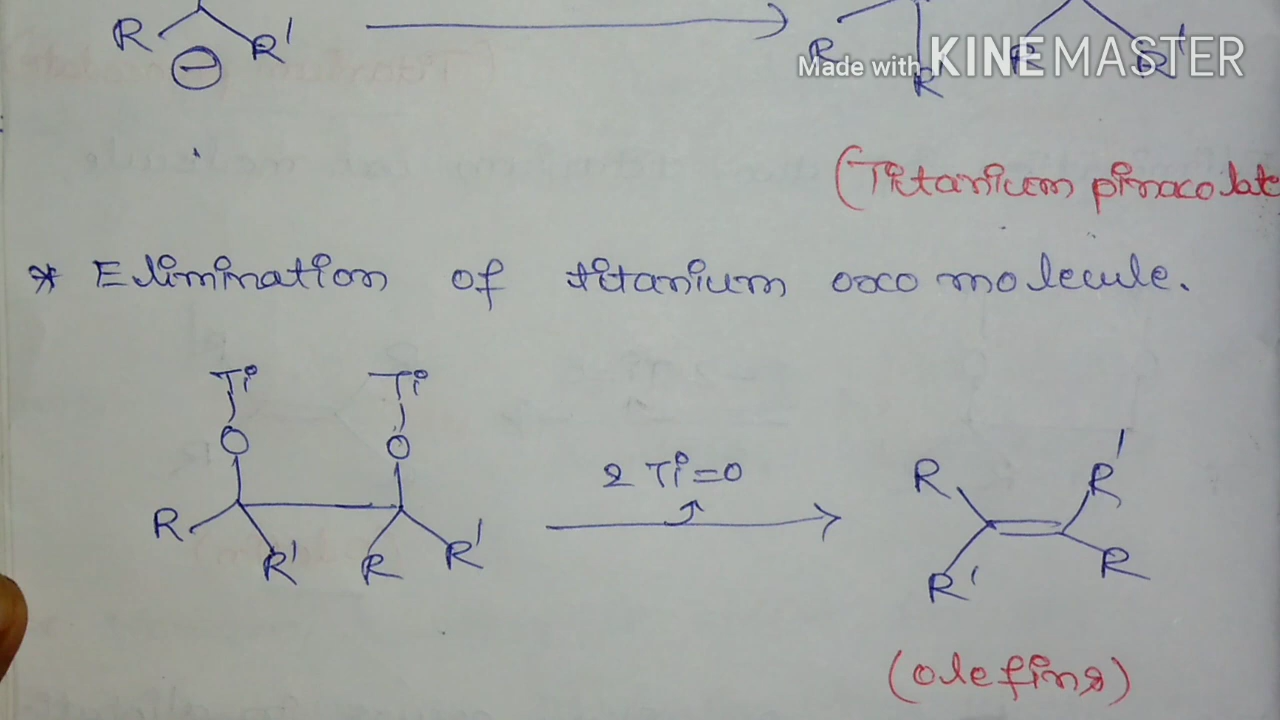 R R' R R' R R'
Made with KINEMASTER
(Titanium pinacolate
* Elimination of titanium oxo molecule.
Ti Ti
O O
2 Ti=O
R R'
R R' R R' R' R
(olefins)